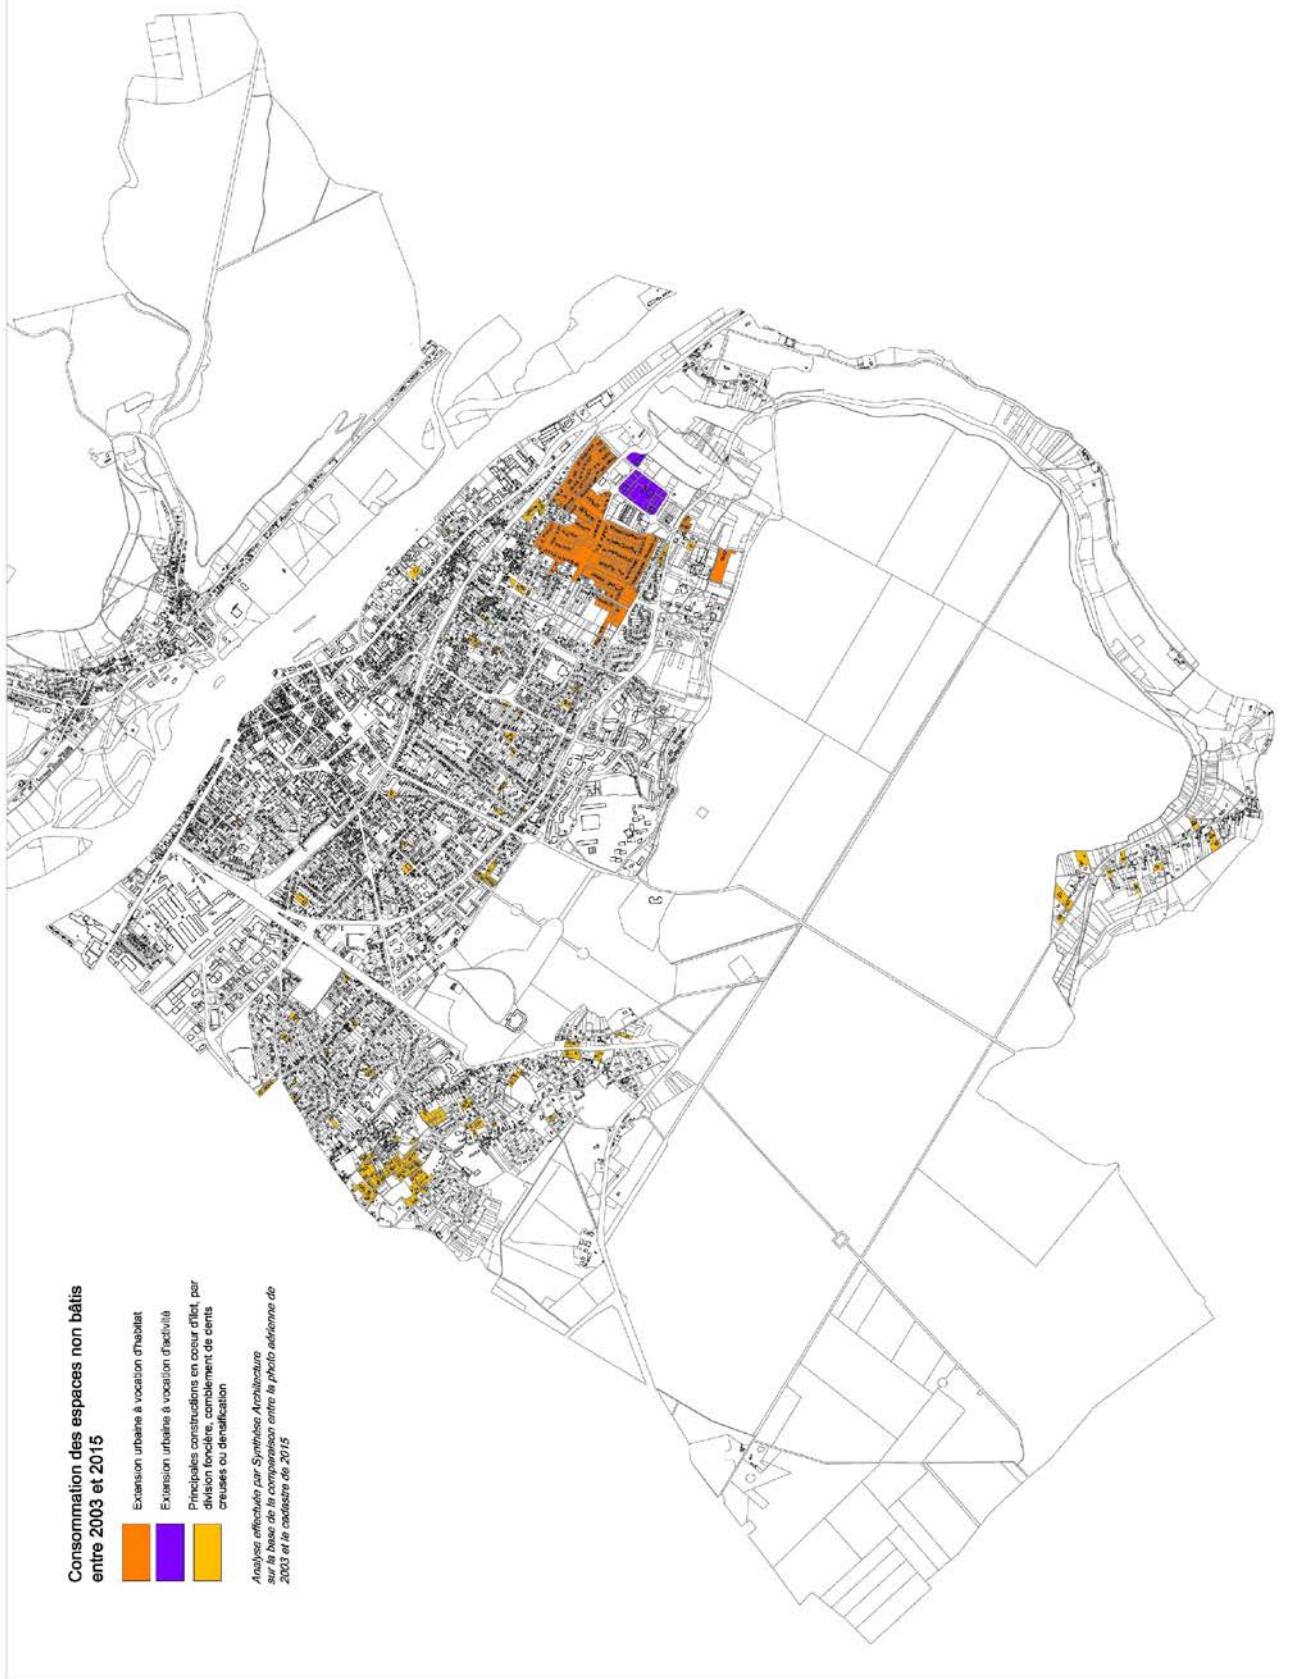 Consommation des espaces non bâtis
entre 2003 et 2015
Extension urbaine à vocation d'habitat
Extension urbaine à vocation d'activité
Principales constructions en coeur d'îlot, par
division foncière, comblement de dents
creuses ou densification
Analyse effectuée par Synthèse Architecture
sur la base de la comparaison entre la photo aérienne de
2003 et le cadastre de 2015